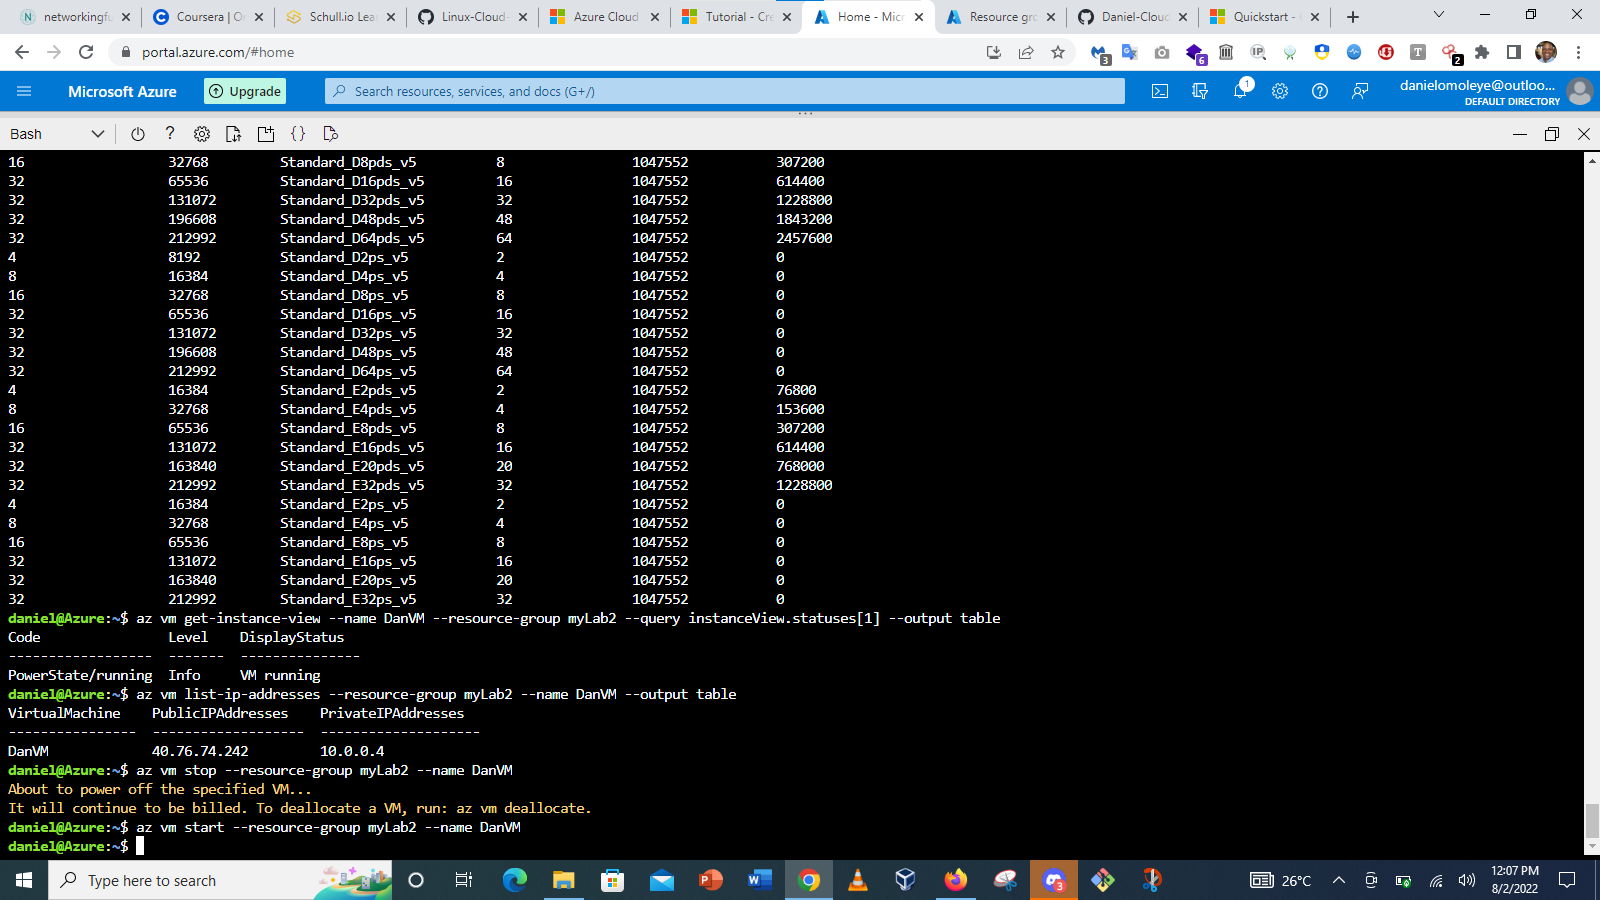 networkingfu
Coursera | O
Schull.io Lea
Linux-Cloud-
Azure Cloud
Tutorial - Cre
Home - Micr
Resource gro
Daniel-Cloud
Quickstart -
portal.azure.com/#home
3
6
IP
T
2
Microsoft Azure
Upgrade
Search resources, services, and docs (G+/)
1
danielomoleye@outloo...
DEFAULT DIRECTORY
Bash
16 32768 Standard_D8pds_v5 8 1047552 307200
32 65536 Standard_D16pds_v5 16 1047552 614400
32 131072 Standard_D32pds_v5 32 1047552 1228800
32 196608 Standard_D48pds_v5 48 1047552 1843200
32 212992 Standard_D64pds_v5 64 1047552 2457600
4 8192 Standard_D2ps_v5 2 1047552 0
8 16384 Standard_D4ps_v5 4 1047552 0
16 32768 Standard_D8ps_v5 8 1047552 0
32 65536 Standard_D16ps_v5 16 1047552 0
32 131072 Standard_D32ps_v5 32 1047552 0
32 196608 Standard_D48ps_v5 48 1047552 0
32 212992 Standard_D64ps_v5 64 1047552 0
4 16384 Standard_E2pds_v5 2 1047552 76800
8 32768 Standard_E4pds_v5 4 1047552 153600
16 65536 Standard_E8pds_v5 8 1047552 307200
32 131072 Standard_E16pds_v5 16 1047552 614400
32 163840 Standard_E20pds_v5 20 1047552 768000
32 212992 Standard_E32pds_v5 32 1047552 1228800
4 16384 Standard_E2ps_v5 2 1047552 0
8 32768 Standard_E4ps_v5 4 1047552 0
16 65536 Standard_E8ps_v5 8 1047552 0
32 131072 Standard_E16ps_v5 16 1047552 0
32 163840 Standard_E20ps_v5 20 1047552 0
32 212992 Standard_E32ps_v5 32 1047552 0
daniel@Azure:~$ az vm get-instance-view --name DanVM --resource-group myLab2 --query instanceView.statuses[1] --output table
Code Level DisplayStatus
------------------ ------- ---------------
PowerState/running Info VM running
daniel@Azure:~$ az vm list-ip-addresses --resource-group myLab2 --name DanVM --output table
VirtualMachine PublicIPAddresses PrivateIPAddresses
---------------- ------------------- --------------------
DanVM 40.76.74.242 10.0.0.4
daniel@Azure:~$ az vm stop --resource-group myLab2 --name DanVM
About to power off the specified VM...
It will continue to be billed. To deallocate a VM, run: az vm deallocate.
daniel@Azure:~$ az vm start --resource-group myLab2 --name DanVM
daniel@Azure:~$
Type here to search
3
26°C
12:07 PM
8/2/2022